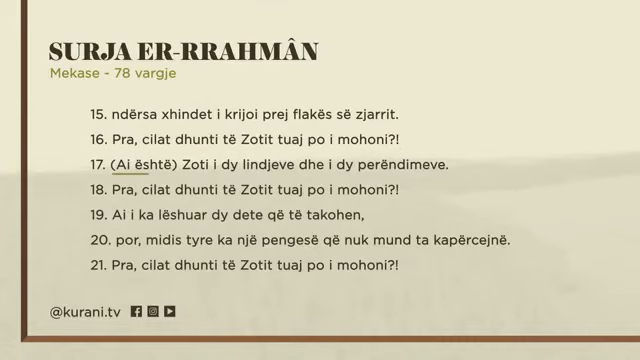 SURJA ER-RRAHMÂN
Mekase - 78 vargje
15. ndërsa xhindet i krijoi prej flakës së zjarrit.
16. Pra, cilat dhunti të Zotit tuaj po i mohoni?!
17. (Ai është) Zoti i dy lindjeve dhe i dy perëndimeve.
18. Pra, cilat dhunti të Zotit tuaj po i mohoni?!
19. Ai i ka lëshuar dy dete që të takohen,
20. por, midis tyre ka një pengesë që nuk mund ta kapërcejnë.
21. Pra, cilat dhunti të Zotit tuaj po i mohoni?!
@kurani.tv